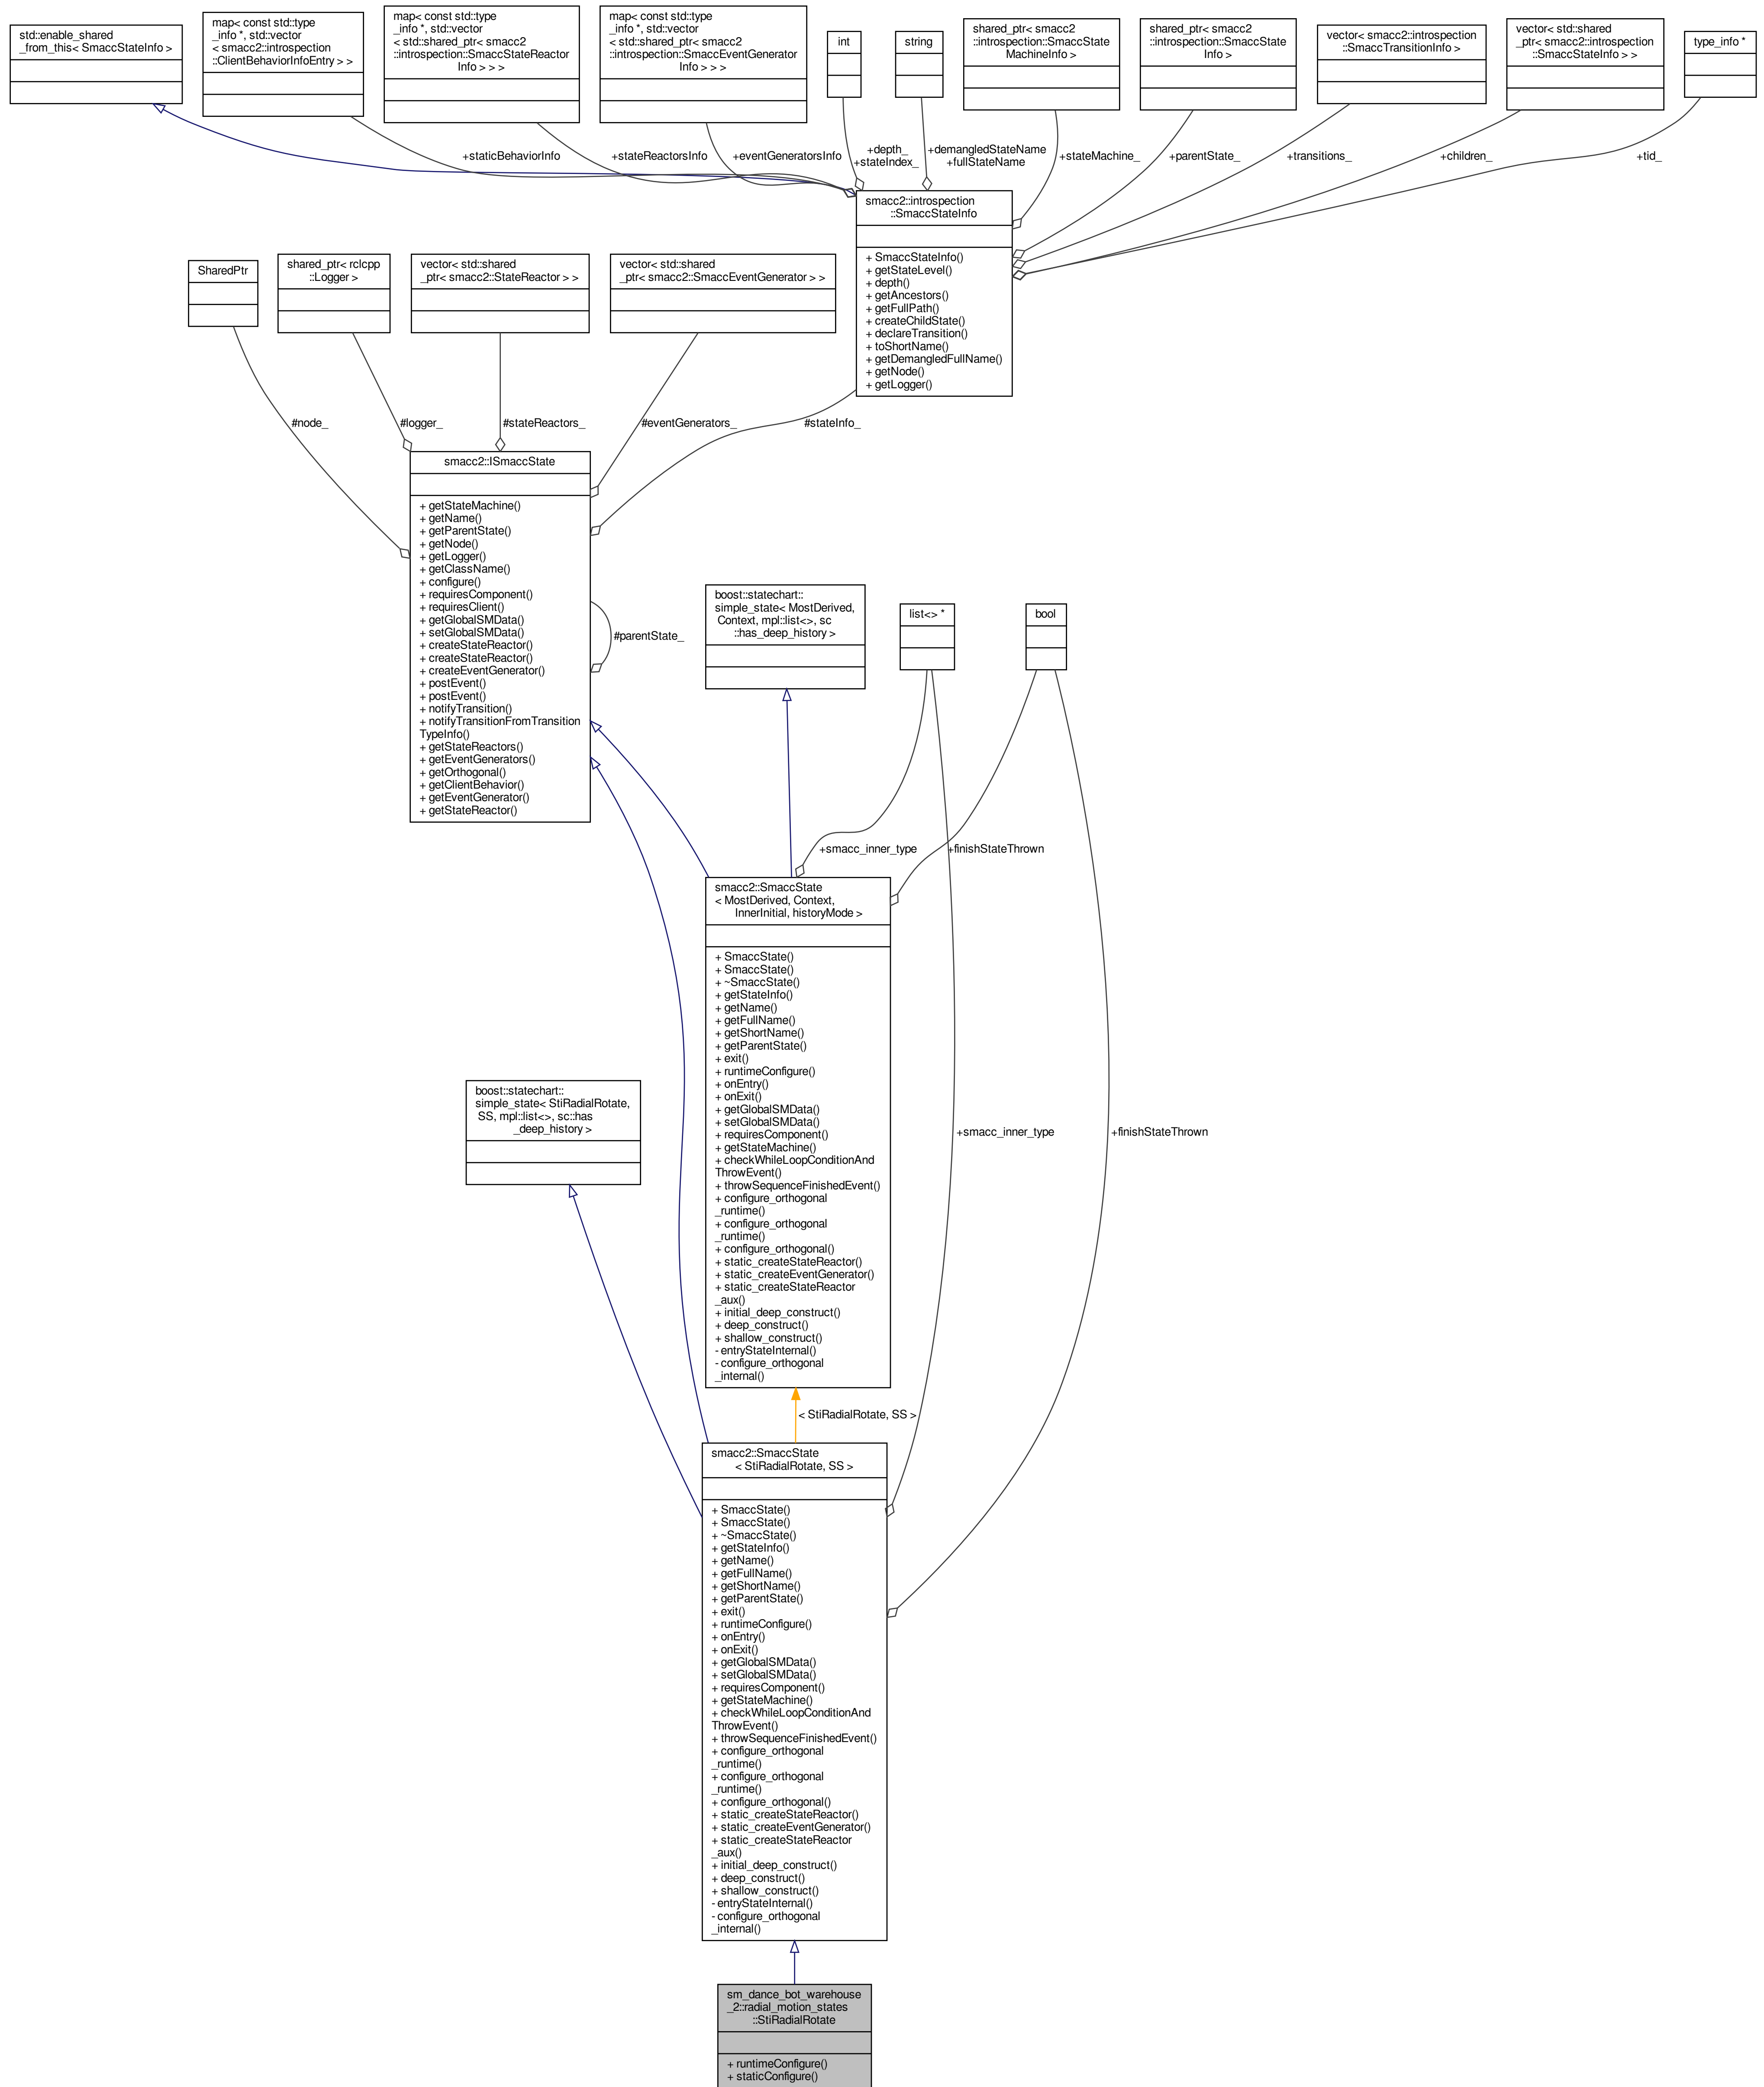 std::enable_shared
_from_this< SmaccStateInfo >
map< const std::type
_info *, std::vector
< smacc2::introspection
::ClientBehaviorInfoEntry > >
map< const std::type
_info *, std::vector
< std::shared_ptr< smacc2
::introspection::SmaccStateReactor
Info > > >
map< const std::type
_info *, std::vector
< std::shared_ptr< smacc2
::introspection::SmaccEventGenerator
Info > > >
int
string
shared_ptr< smacc2
::introspection::SmaccState
MachineInfo >
shared_ptr< smacc2
::introspection::SmaccState
Info >
vector< smacc2::introspection
::SmaccTransitionInfo >
vector< std::shared
_ptr< smacc2::introspection
::SmaccStateInfo > >
type_info *
+staticBehaviorInfo
+stateReactorsInfo
+eventGeneratorsInfo
+depth_
+stateIndex_
+demangledStateName
+fullStateName
+stateMachine_
+parentState_
+transitions_
+children_
+tid_
smacc2::introspection
::SmaccStateInfo
+ SmaccStateInfo()
+ getStateLevel()
+ depth()
+ getAncestors()
+ getFullPath()
+ createChildState()
+ declareTransition()
+ toShortName()
+ getDemangledFullName()
+ getNode()
+ getLogger()
SharedPtr
shared_ptr< rclcpp
::Logger >
vector< std::shared
_ptr< smacc2::StateReactor > >
vector< std::shared
_ptr< smacc2::SmaccEventGenerator > >
#node_
#logger_
#stateReactors_
#eventGenerators_
#stateInfo_
smacc2::ISmaccState
+ getStateMachine()
+ getName()
+ getParentState()
+ getNode()
+ getLogger()
+ getClassName()
+ configure()
+ requiresComponent()
+ requiresClient()
+ getGlobalSMData()
+ setGlobalSMData()
+ createStateReactor()
+ createStateReactor()
+ createEventGenerator()
+ postEvent()
+ postEvent()
+ notifyTransition()
+ notifyTransitionFromTransition
TypeInfo()
+ getStateReactors()
+ getEventGenerators()
+ getOrthogonal()
+ getClientBehavior()
+ getEventGenerator()
+ getStateReactor()
#parentState_
boost::statechart::
simple_state< MostDerived,
Context, mpl::list<>, sc
::has_deep_history >
list<> *
bool
+smacc_inner_type
+finishStateThrown
smacc2::SmaccState
< MostDerived, Context,
InnerInitial, historyMode >
+ SmaccState()
+ SmaccState()
+ ~SmaccState()
+ getStateInfo()
+ getName()
+ getFullName()
+ getShortName()
+ getParentState()
+ exit()
+ runtimeConfigure()
+ onEntry()
+ onExit()
+ getGlobalSMData()
+ setGlobalSMData()
+ requiresComponent()
+ getStateMachine()
+ checkWhileLoopConditionAnd
ThrowEvent()
+ throwSequenceFinishedEvent()
+ configure_orthogonal
_runtime()
+ configure_orthogonal
_runtime()
+ configure_orthogonal()
+ static_createStateReactor()
+ static_createEventGenerator()
+ static_createStateReactor
_aux()
+ initial_deep_construct()
+ deep_construct()
+ shallow_construct()
- entryStateInternal()
- configure_orthogonal
_internal()
boost::statechart::
simple_state< StiRadialRotate,
SS, mpl::list<>, sc::has
_deep_history >
+smacc_inner_type
+finishStateThrown
< StiRadialRotate, SS >
smacc2::SmaccState
< StiRadialRotate, SS >
+ SmaccState()
+ SmaccState()
+ ~SmaccState()
+ getStateInfo()
+ getName()
+ getFullName()
+ getShortName()
+ getParentState()
+ exit()
+ runtimeConfigure()
+ onEntry()
+ onExit()
+ getGlobalSMData()
+ setGlobalSMData()
+ requiresComponent()
+ getStateMachine()
+ checkWhileLoopConditionAnd
ThrowEvent()
+ throwSequenceFinishedEvent()
+ configure_orthogonal
_runtime()
+ configure_orthogonal
_runtime()
+ configure_orthogonal()
+ static_createStateReactor()
+ static_createEventGenerator()
+ static_createStateReactor
_aux()
+ initial_deep_construct()
+ deep_construct()
+ shallow_construct()
- entryStateInternal()
- configure_orthogonal
_internal()
sm_dance_bot_warehouse
_2::radial_motion_states
::StiRadialRotate
+ runtimeConfigure()
+ staticConfigure()